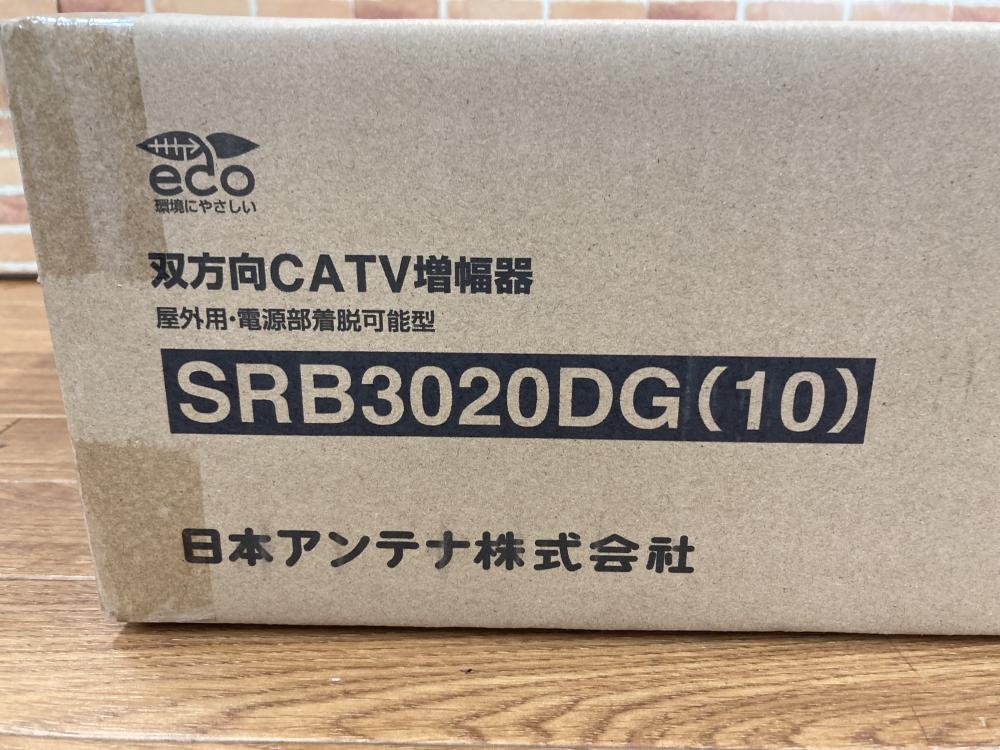 eco
環境にやさしい
双方向CATV増幅器
屋外用・電源部着脱可能型
SRB3020DG(10)
日本アンテナ株式会社